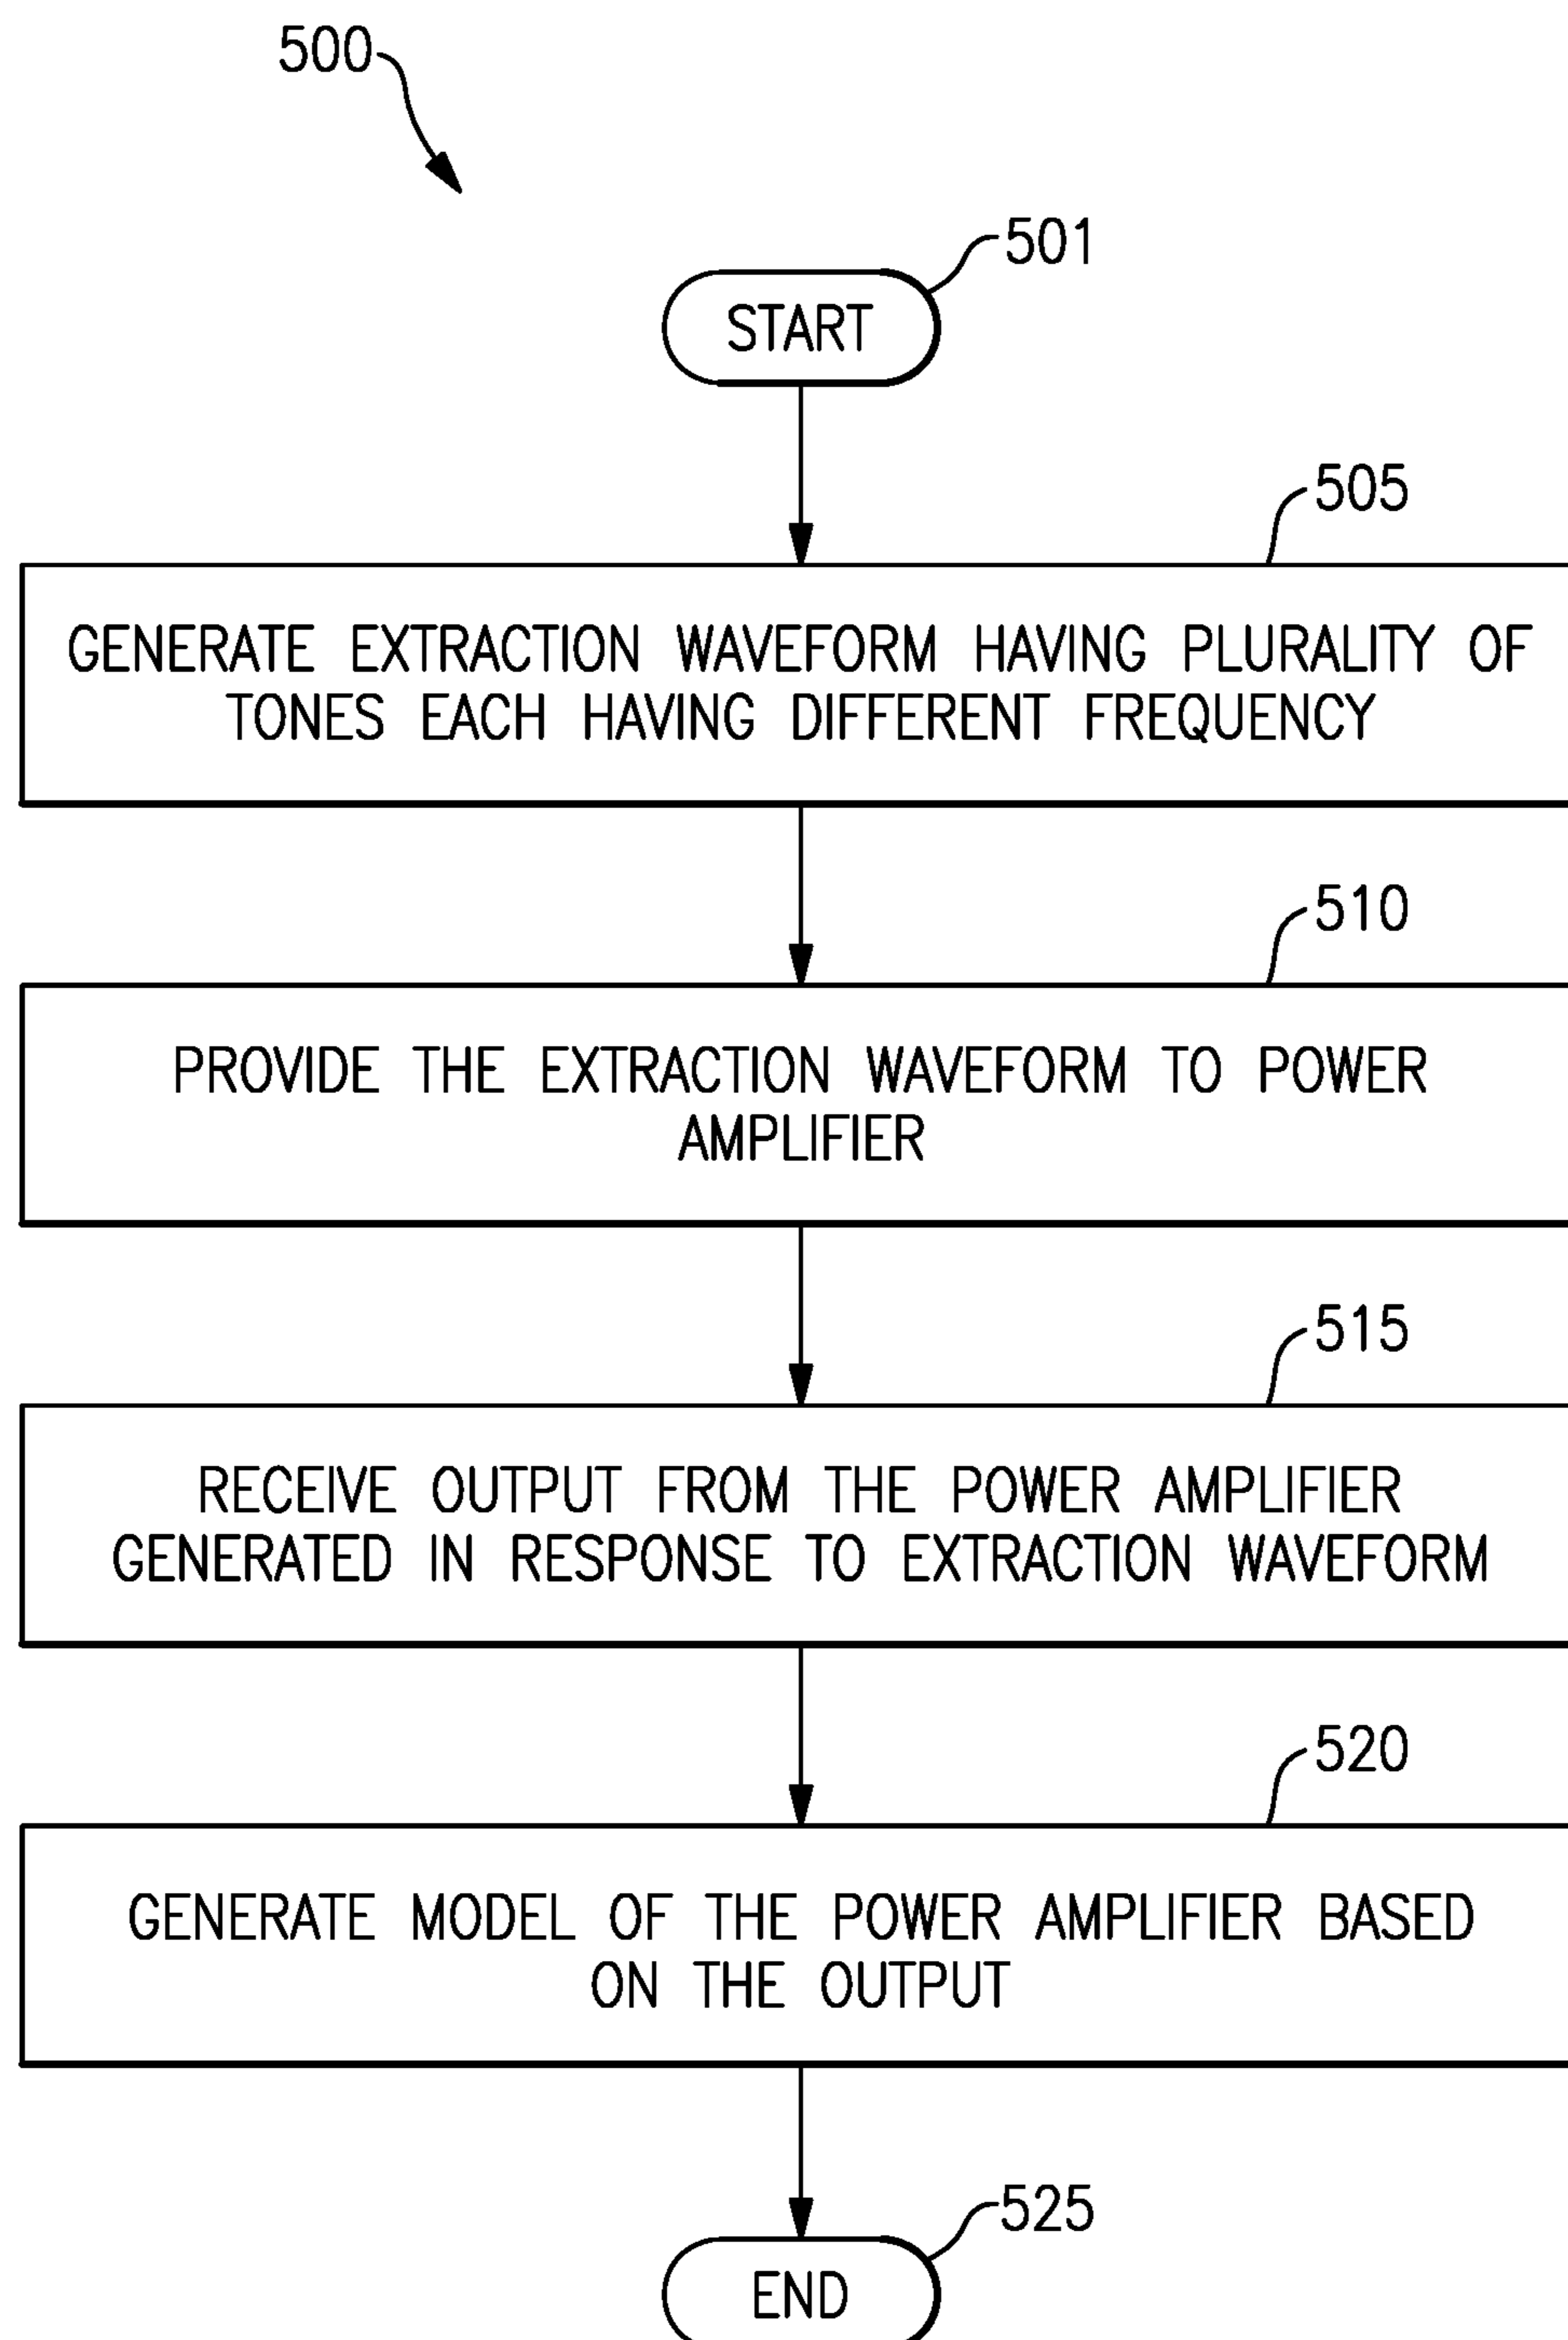 500
501
START
505
GENERATE EXTRACTION WAVEFORM HAVING PLURALITY OF
TONES EACH HAVING DIFFERENT FREQUENCY
510
PROVIDE THE EXTRACTION WAVEFORM TO POWER
AMPLIFIER
515
RECEIVE OUTPUT FROM THE POWER AMPLIFIER
GENERATED IN RESPONSE TO EXTRACTION WAVEFORM
520
GENERATE MODEL OF THE POWER AMPLIFIER BASED
ON THE OUTPUT
525
END